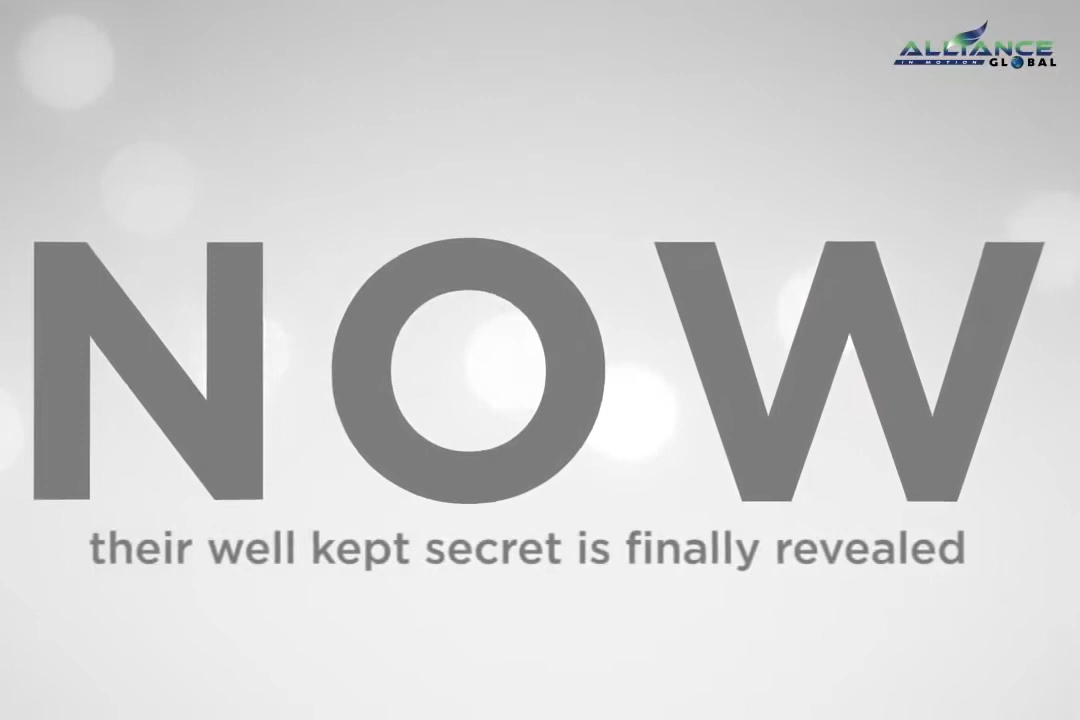 ALLIANCE
IN MOTION GLOBAL
NOW
their well kept secret is finally revealed